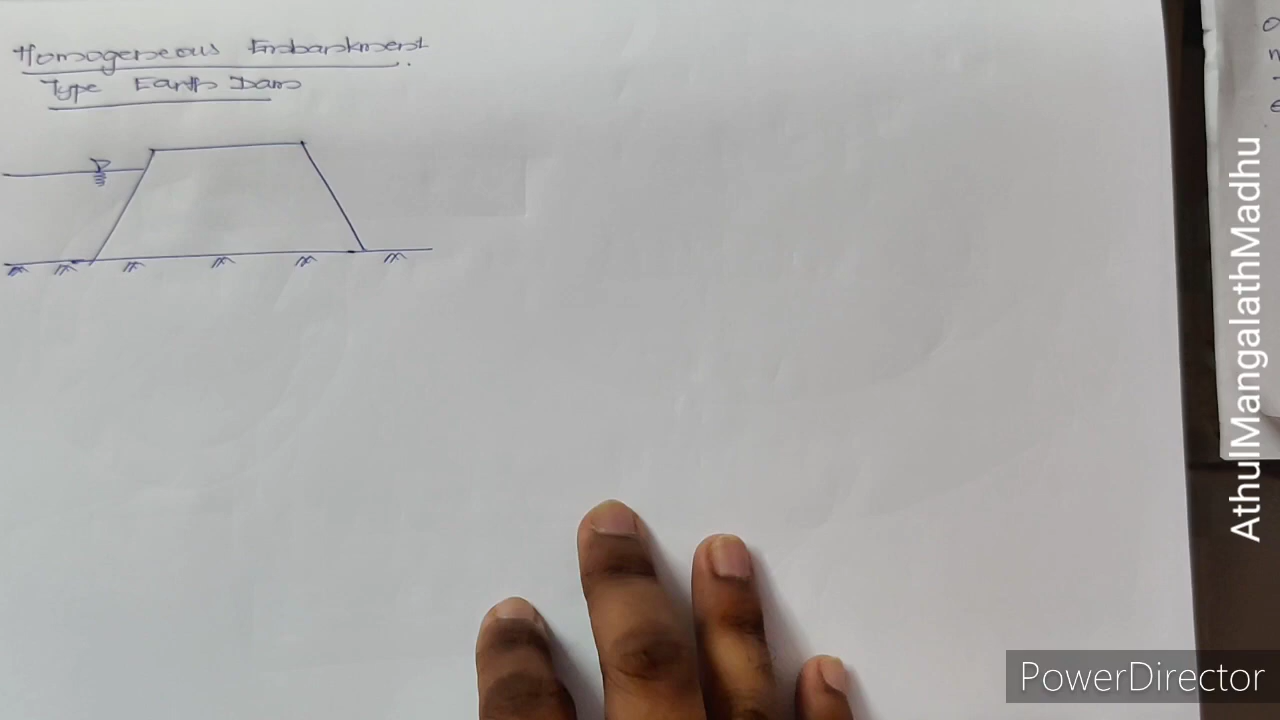 Homogeneous Embankment
Type Earth Dam
AthulMangalathMadhu
PowerDirector